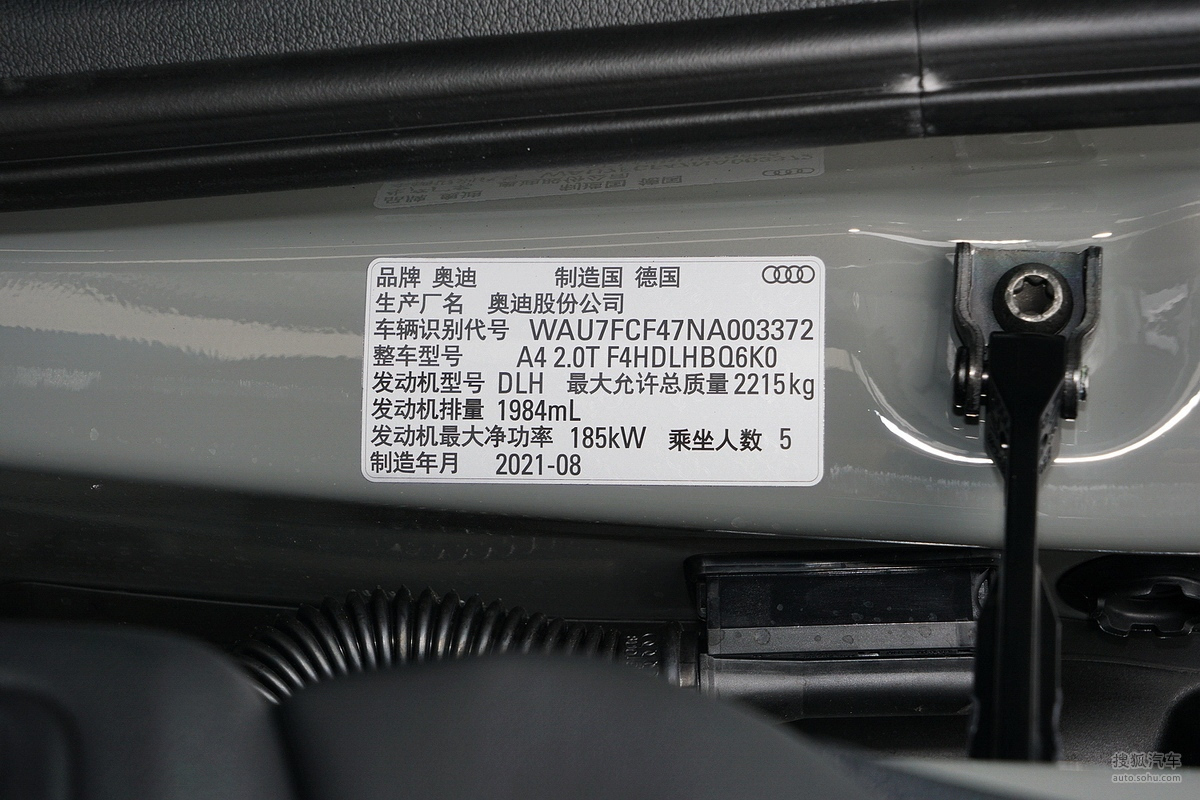 品牌 奥迪 制造国 德国
生产厂名 奥迪股份公司
车辆识别代号 WAU7FCF47NA003372
整车型号 A4 2.0T F4HDLHBQ6K0
发动机型号 DLH 最大允许总质量 2215kg
发动机排量 1984mL
发动机最大净功率 185kW 乘坐人数 5
制造年月 2021-08
搜狐汽车
auto.sohu.com